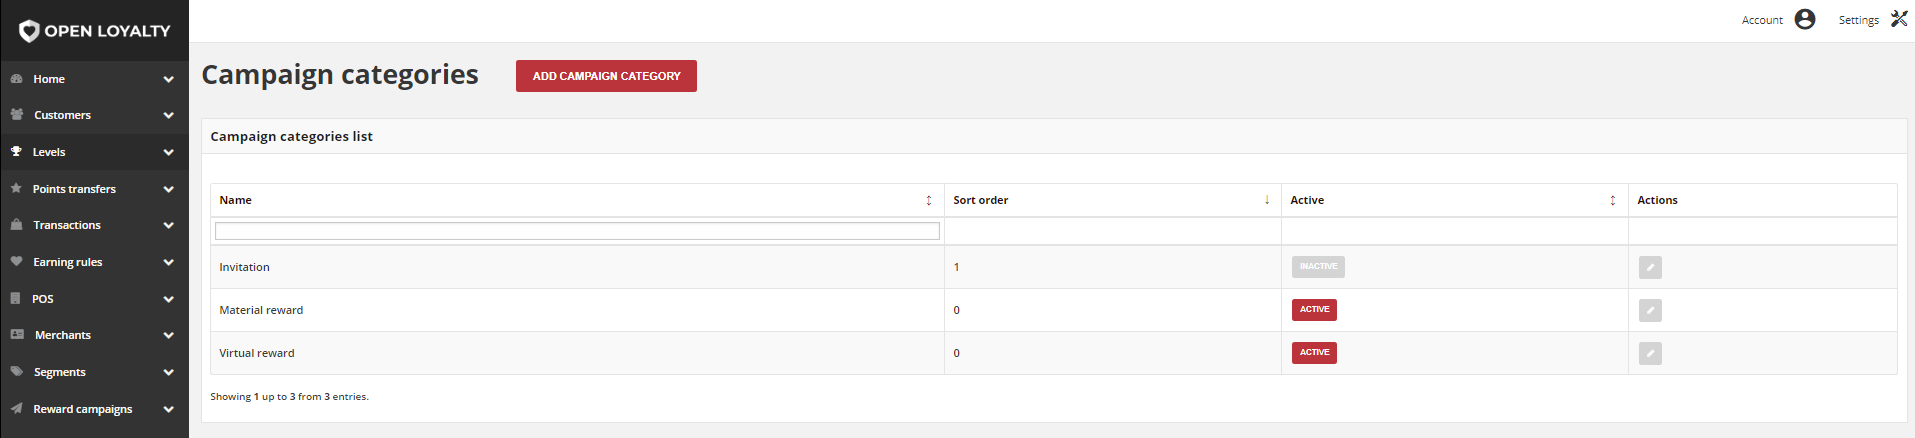 OPEN LOYALTY
Account
Settings
Home
Customers
Levels
Points transfers
Transactions
Earning rules
POS
Merchants
Segments
Reward campaigns
Campaign categories
ADD CAMPAIGN CATEGORY
Campaign categories list
Name Sort order Active Actions
Invitation 1 INACTIVE
Material reward 0 ACTIVE
Virtual reward 0 ACTIVE
Showing 1 up to 3 from 3 entries.